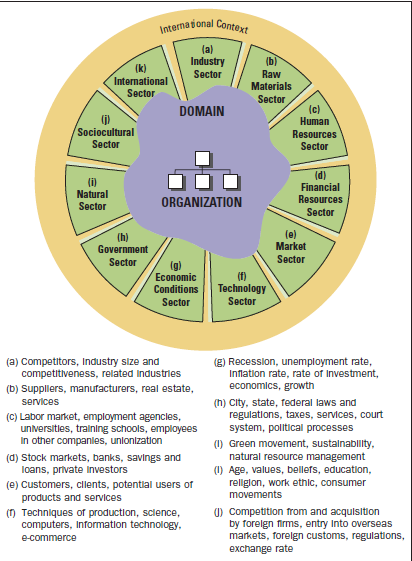 International Context
(a)
Industry
Sector
(b)
Raw
Materials
Sector
(c)
Human
Resources
Sector
(d)
Financial
Resources
Sector
(e)
Market
Sector
(f)
Technology
Sector
(g)
Economic
Conditions
Sector
(h)
Government
Sector
(i)
Natural
Sector
(j)
Sociocultural
Sector
(k)
International
Sector
DOMAIN
ORGANIZATION
(a) Competitors, industry size and
competitiveness, related industries
(b) Suppliers, manufacturers, real estate,
services
(c) Labor market, employment agencies,
universities, training schools, employees
in other companies, unionization
(d) Stock markets, banks, savings and
loans, private investors
(e) Customers, clients, potential users of
products and services
(f) Techniques of production, science,
computers, information technology,
e-commerce
(g) Recession, unemployment rate,
inflation rate, rate of investment,
economics, growth
(h) City, state, federal laws and
regulations, taxes, services, court
system, political processes
(i) Green movement, sustainability,
natural resource management
(i) Age, values, beliefs, education,
religion, work ethic, consumer
movements
(j) Competition from and acquisition
by foreign firms, entry into overseas
markets, foreign customs, regulations,
exchange rate